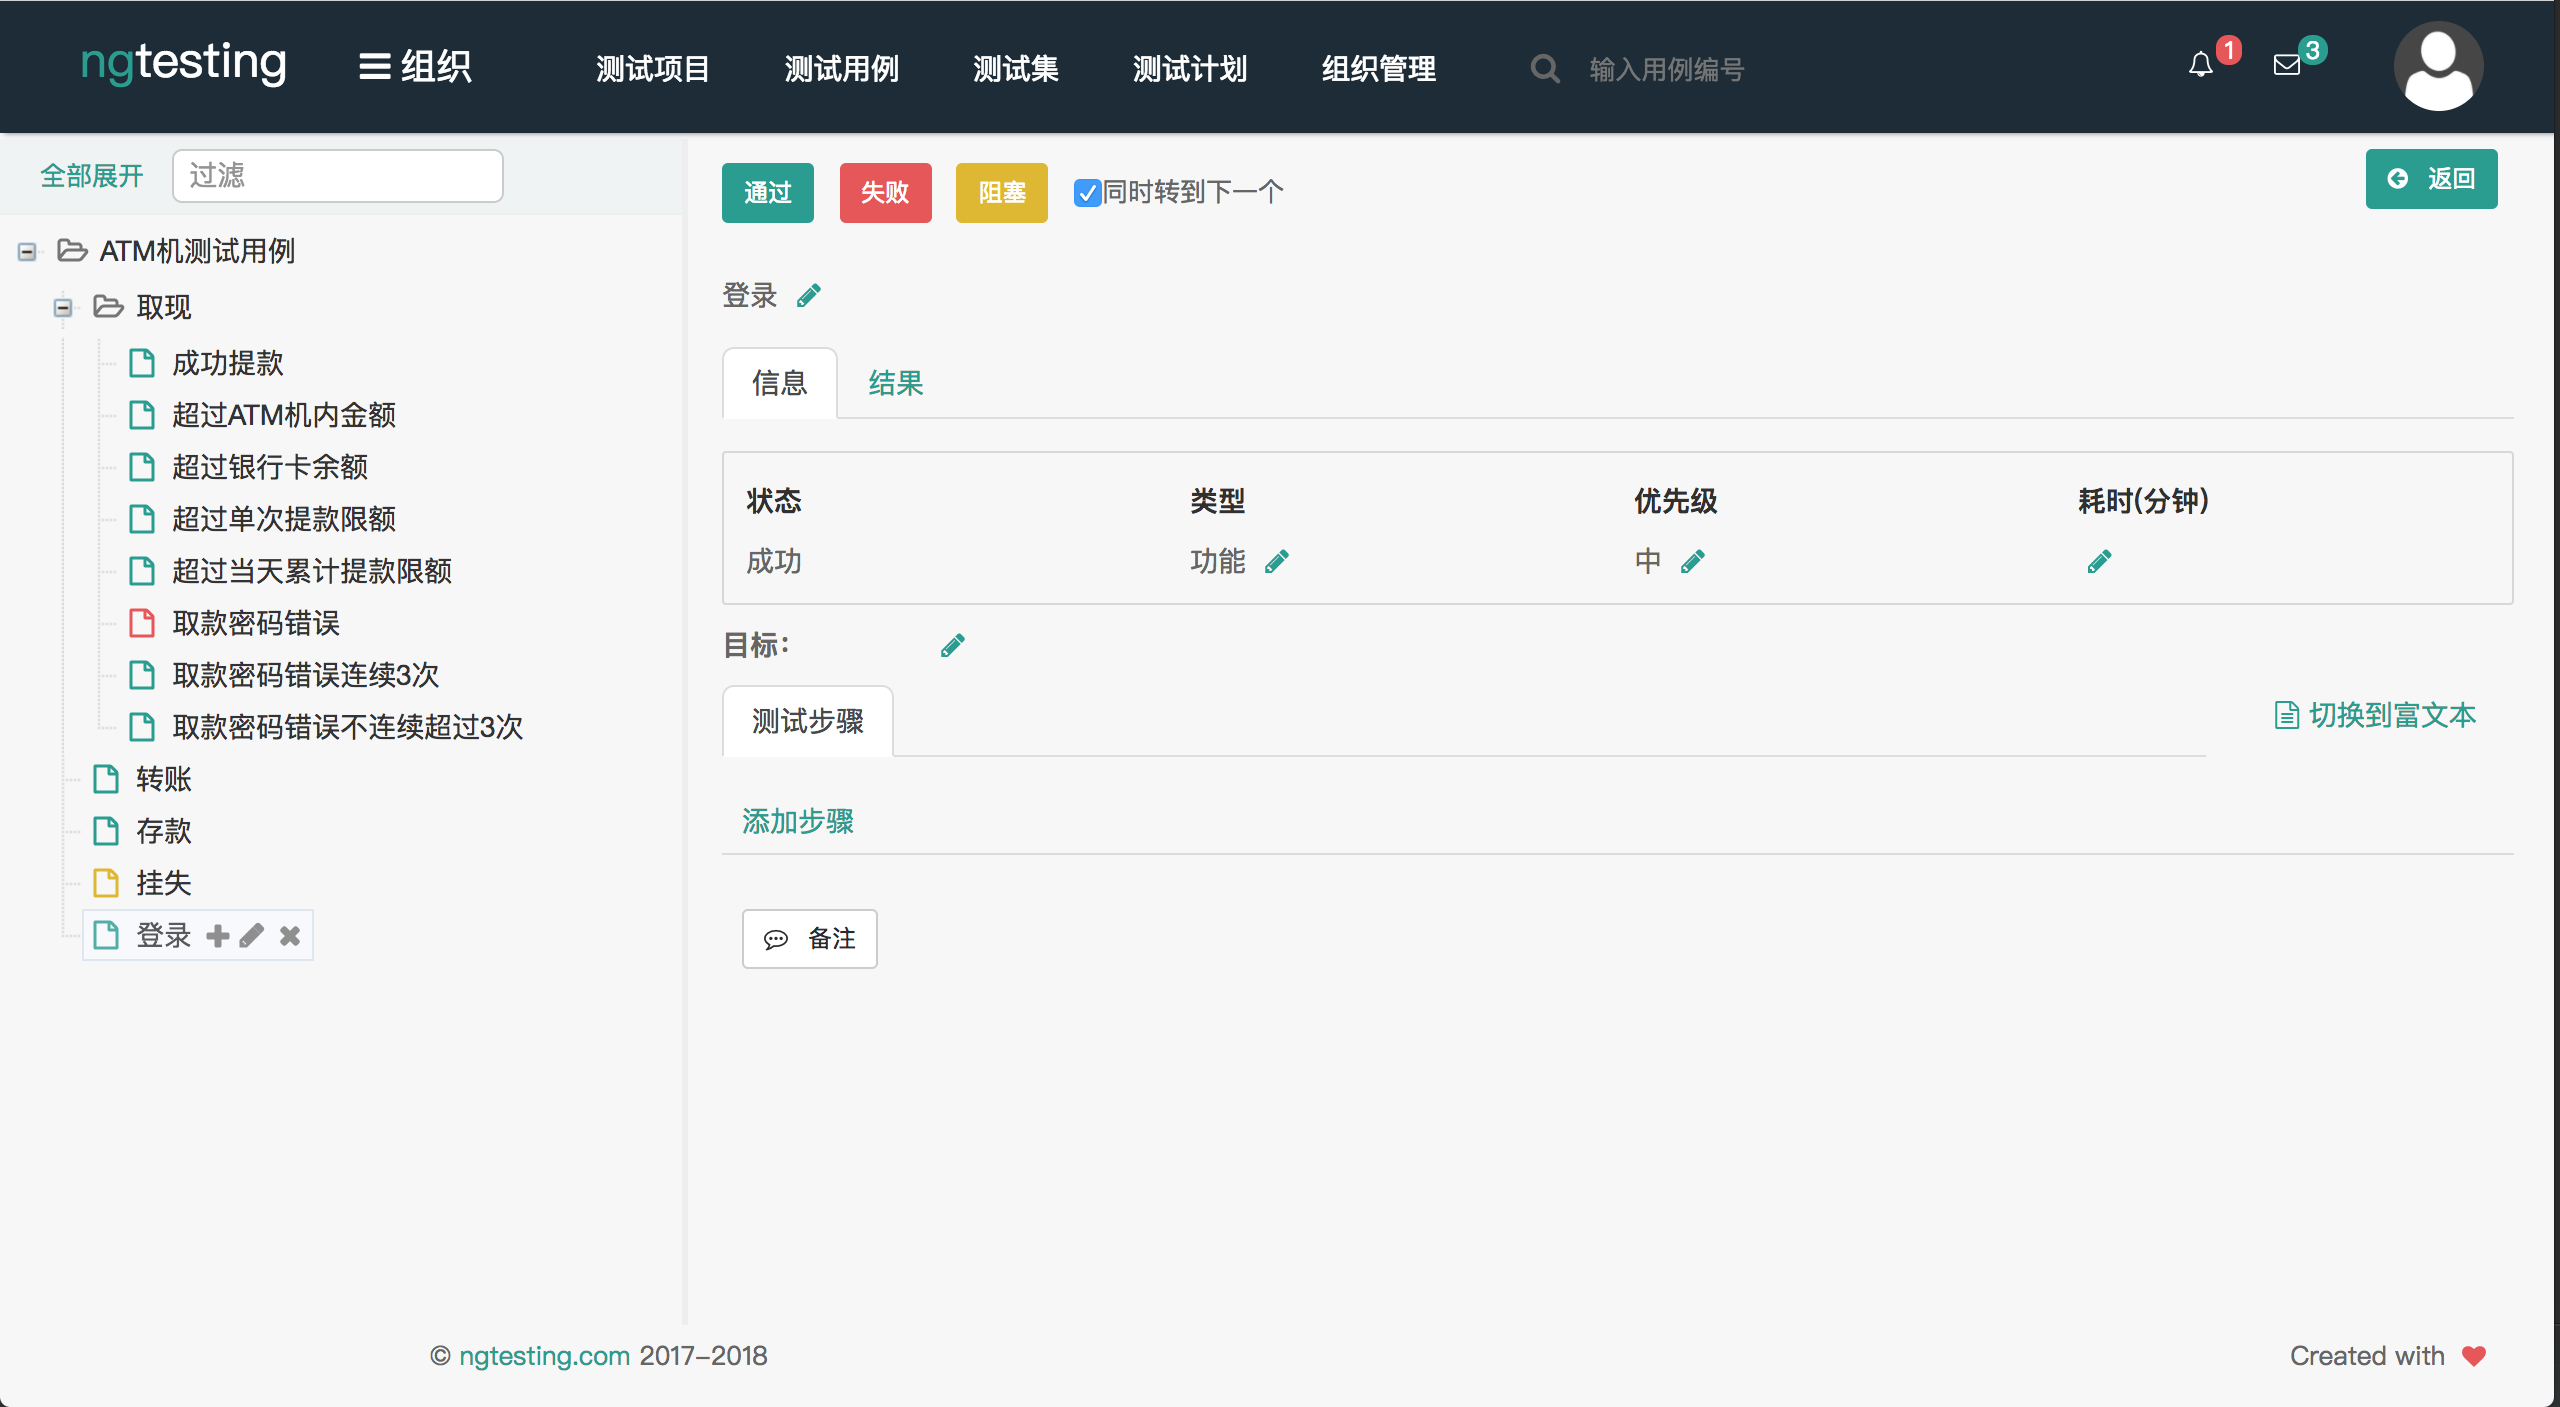 ngtesting 组织 测试项目 测试用例 测试集 测试计划 组织管理 输入用例编号 1 3
全部展开 过滤
ATM机测试用例
取现
成功提款
超过ATM机内金额
超过银行卡余额
超过单次提款限额
超过当天累计提款限额
取款密码错误
取款密码错误连续3次
取款密码错误不连续超过3次
转账
存款
挂失
登录
通过 失败 阻塞 同时转到下一个 返回
登录
信息 结果
状态 类型 优先级 耗时(分钟)
成功 功能 中
目标：
测试步骤 切换到富文本
添加步骤
备注
© ngtesting.com 2017-2018 Created with